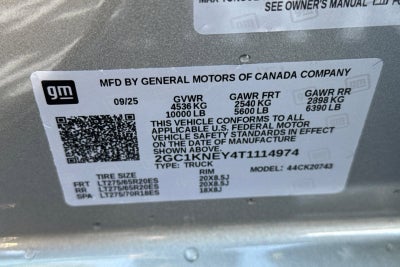 SEE OWNER'S MANUAL
gm
MFD BY GENERAL MOTORS OF CANADA COMPANY
09/25 GVWR GAWR FRT GAWR RR
4536 KG 2540 KG 2898 KG
10000 LB 5600 LB 6390 LB
THIS VEHICLE CONFORMS TO ALL
APPLICABLE U.S. FEDERAL MOTOR
VEHICLE SAFETY STANDARDS IN EFFECT
ON THE DATE OF MANUFACTURE SHOWN ABOVE.
2GC1KNEY4T1114974
TYPE: TRUCK MODEL: 44CK20743
RIM
FRT LT275/65R20ES 20X8.5J
RR LT275/65R20ES 20X8.5J
SPA LT275/70R18ES 18X8J